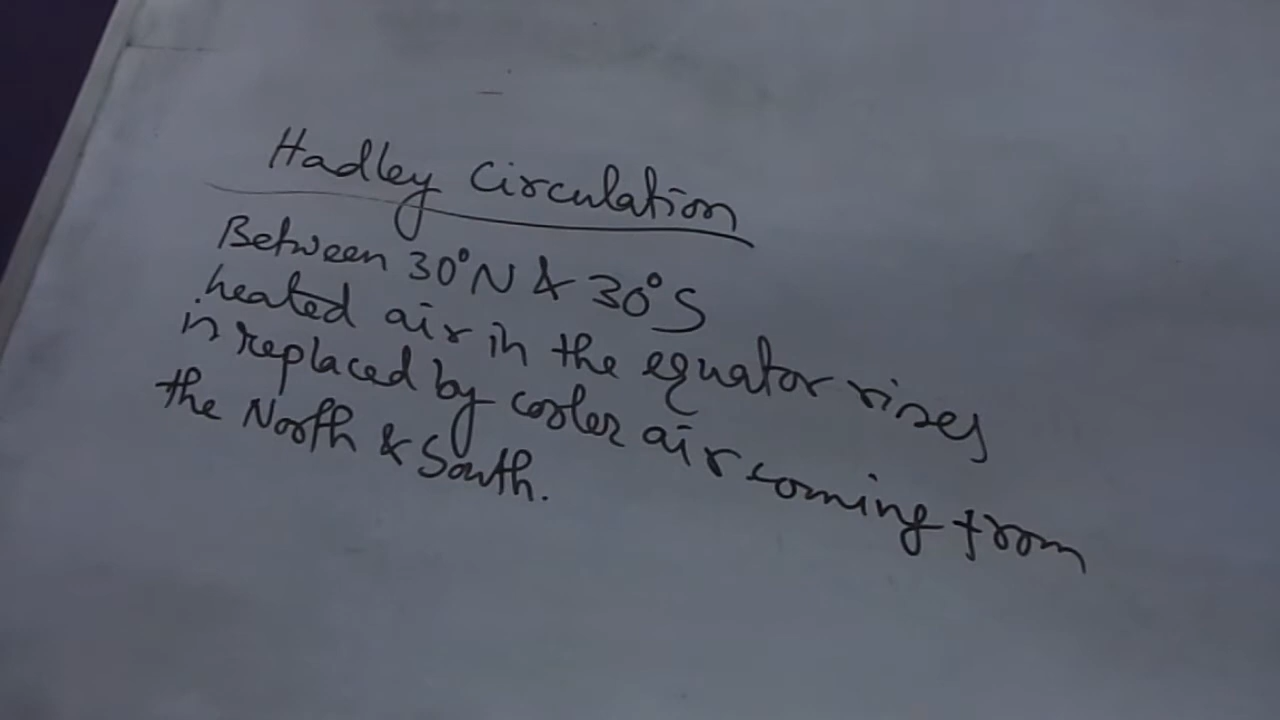 Hadley Circulation
Between 30°N & 30°S
heated air in the equator rises
is replaced by cooler air coming from
the North & South.